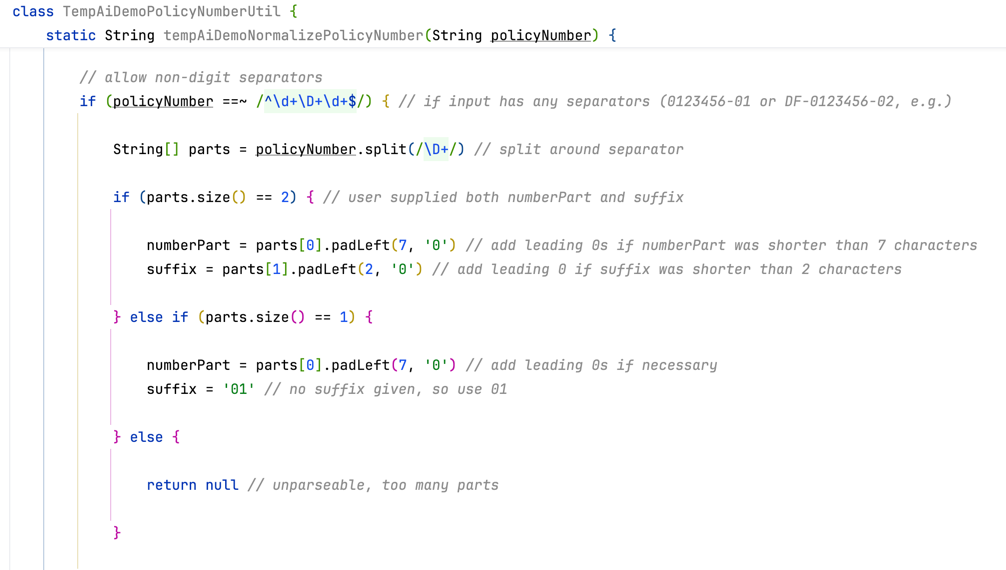 class TempAiDemoPolicyNumberUtil {
static String tempAiDemoNormalizePolicyNumber(String policyNumber) {
// allow non-digit separators
if (policyNumber ==~ /^\d+\D+\d+$/) { // if input has any separators (0123456-01 or DF-0123456-02, e.g.)
String[] parts = policyNumber.split(/\D+/) // split around separator
if (parts.size() == 2) { // user supplied both numberPart and suffix
numberPart = parts[0].padLeft(7, '0') // add leading 0s if numberPart was shorter than 7 characters
suffix = parts[1].padLeft(2, '0') // add leading 0 if suffix was shorter than 2 characters
} else if (parts.size() == 1) {
numberPart = parts[0].padLeft(7, '0') // add leading 0s if necessary
suffix = '01' // no suffix given, so use 01
} else {
return null // unparseable, too many parts
}